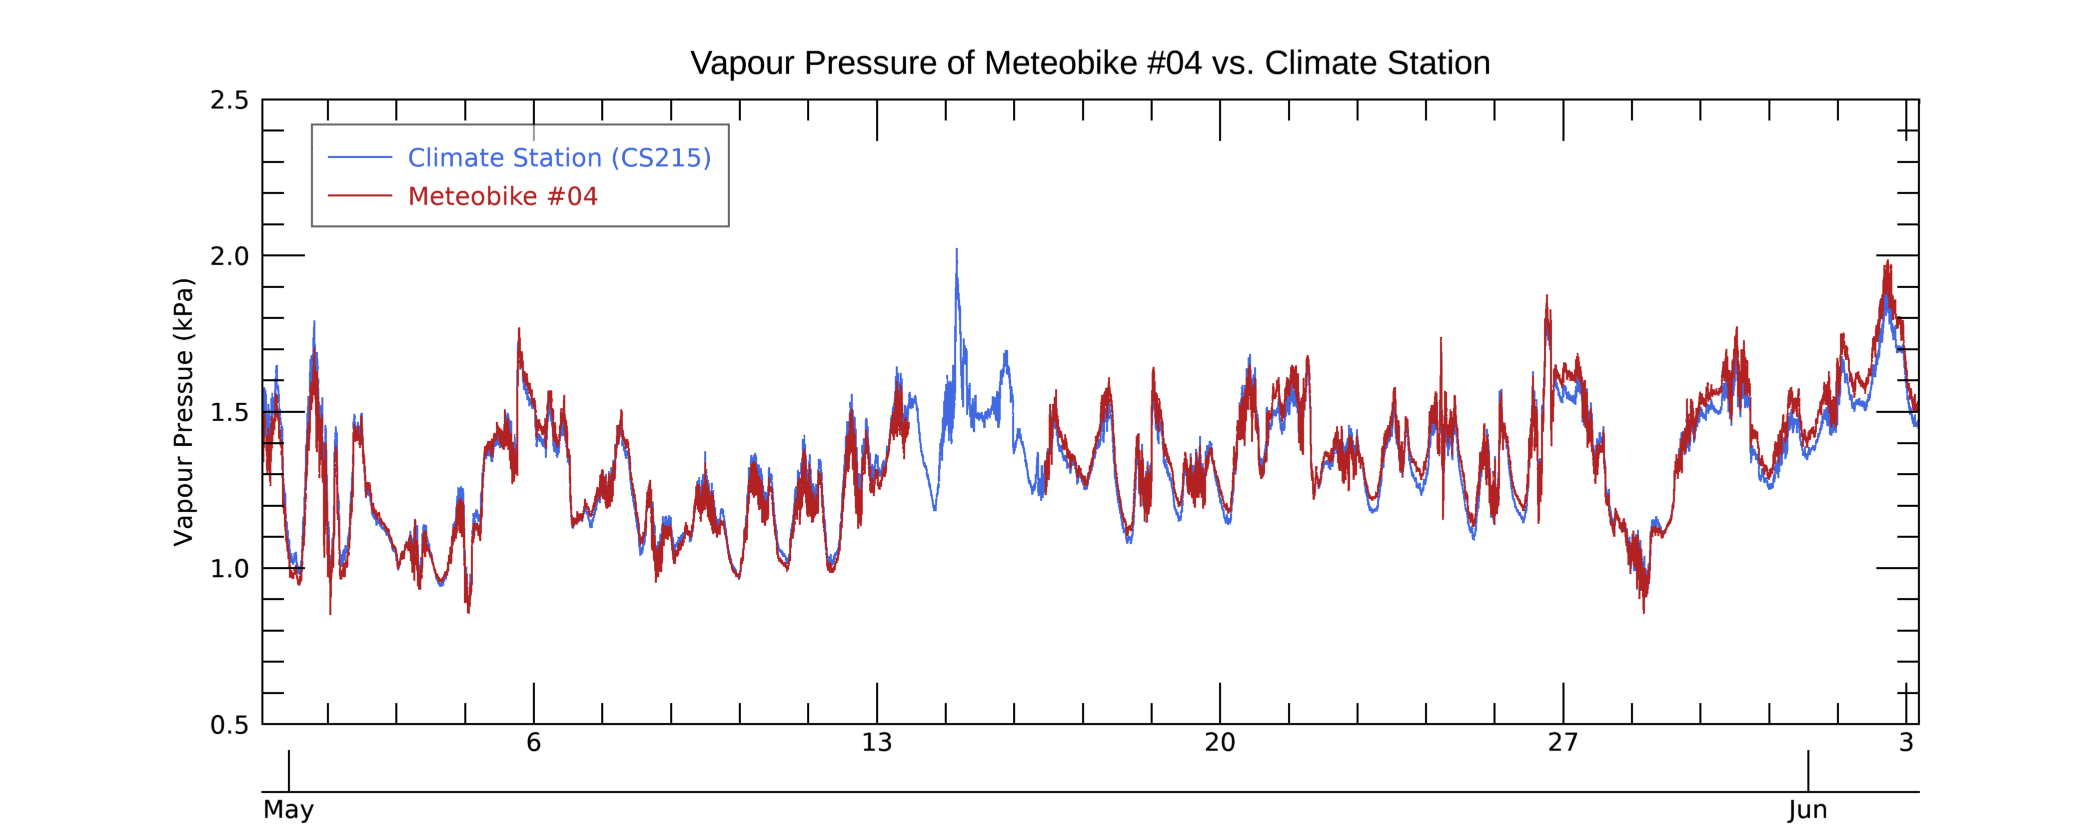 Vapour Pressure of Meteobike #04 vs. Climate Station
2.5
2.0
1.5
1.0
0.5
Vapour Pressue (kPa)
Climate Station (CS215)
Meteobike #04
6 13 20 27 3
May Jun